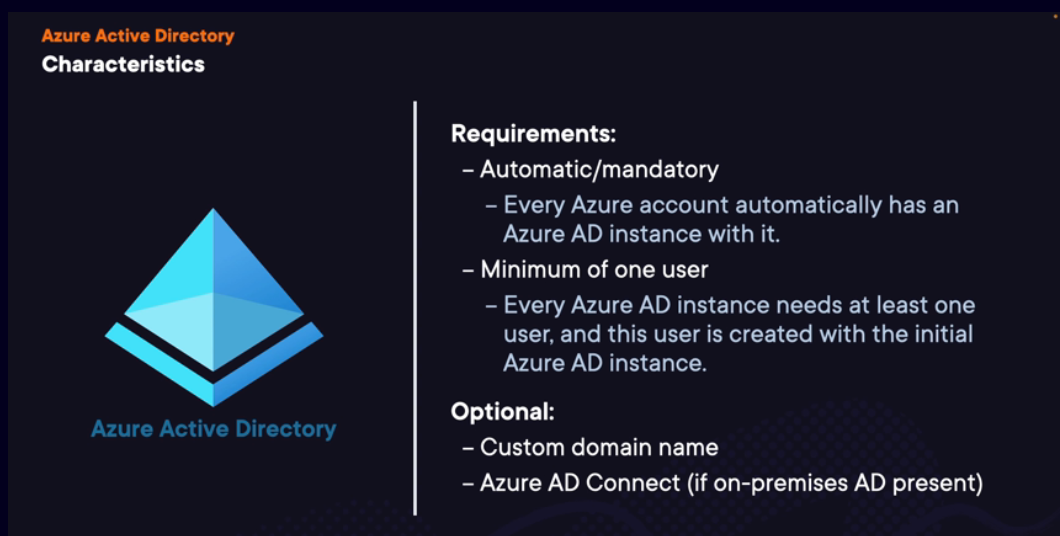 Azure Active Directory
Characteristics
Azure Active Directory
Requirements:
– Automatic/mandatory
– Every Azure account automatically has an
Azure AD instance with it.
– Minimum of one user
– Every Azure AD instance needs at least one
user, and this user is created with the initial
Azure AD instance.
Optional:
– Custom domain name
– Azure AD Connect (if on-premises AD present)